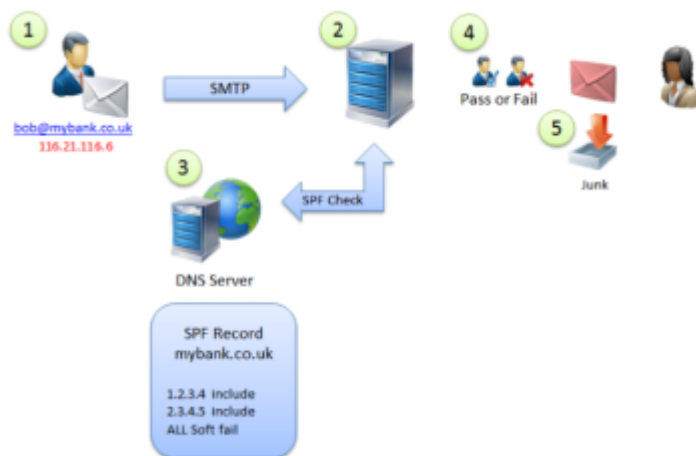 1
2
4
SMTP
Pass or Fail
bob@mybank.co.uk
116.21.116.6
5
3
Junk
SPF Check
DNS Server
SPF Record
mybank.co.uk
1.2.3.4 include
2.3.4.5 include
ALL Soft fail